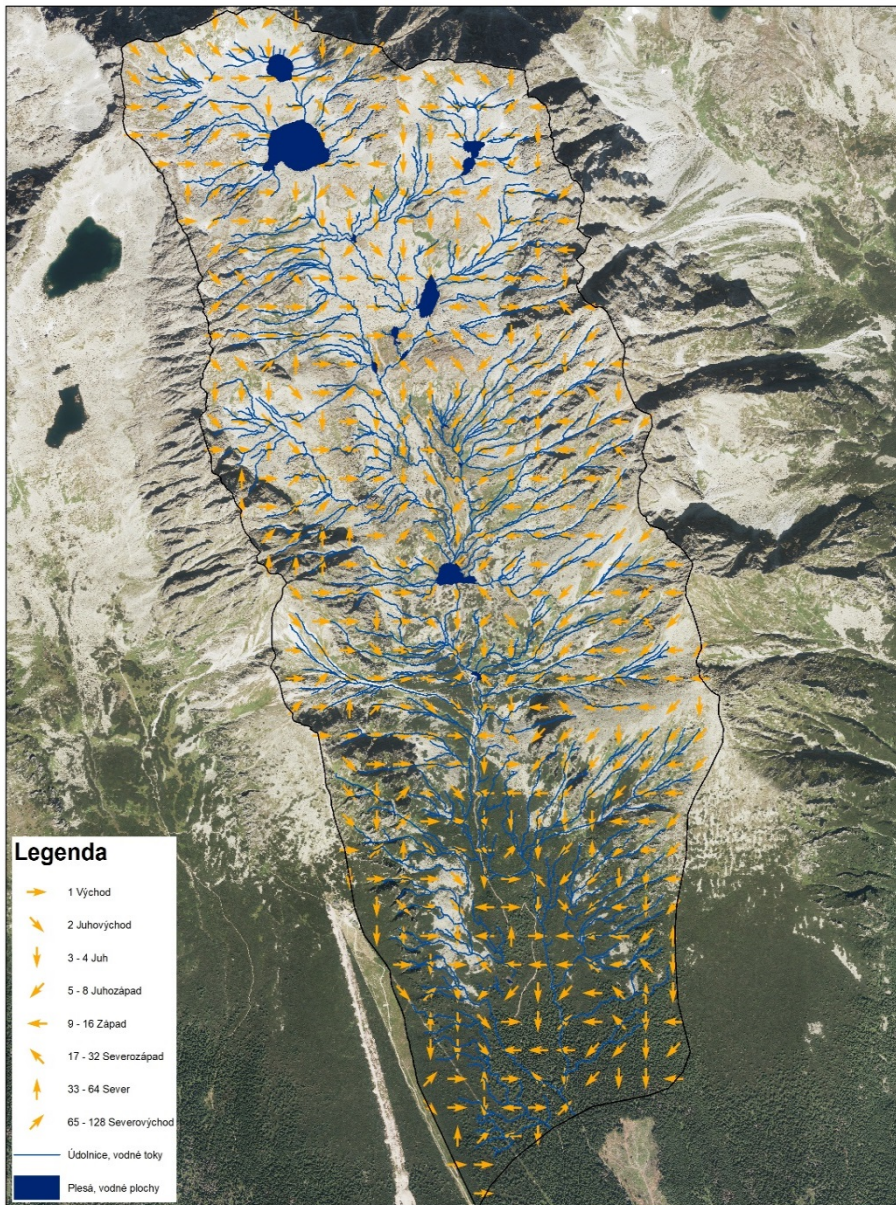 Legenda
1 Východ
2 Juhovýchod
3 - 4 Juh
5 - 8 Juhozápad
9 - 16 Západ
17 - 32 Severozápad
33 - 64 Sever
65 - 128 Severovýchod
Údolnice, vodné toky
Plesá, vodné plochy